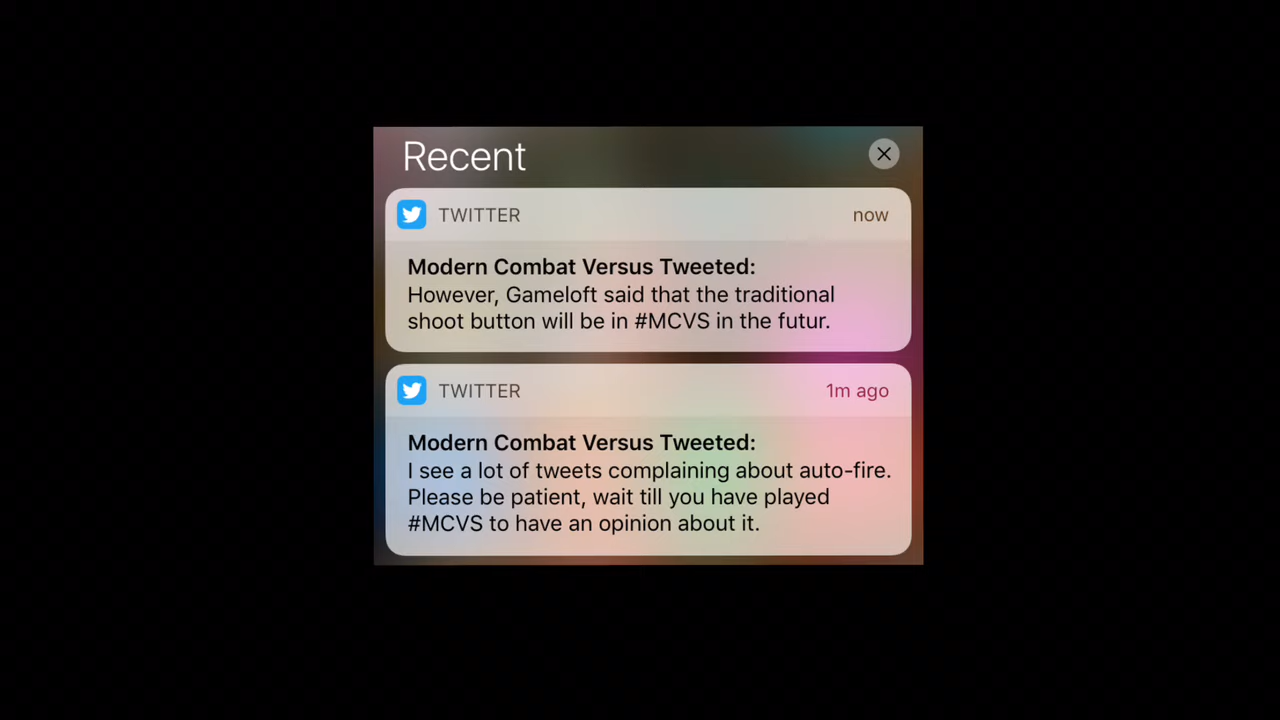 Recent
TWITTER now
Modern Combat Versus Tweeted:
However, Gameloft said that the traditional
shoot button will be in #MCVS in the futur.
TWITTER 1m ago
Modern Combat Versus Tweeted:
I see a lot of tweets complaining about auto-fire.
Please be patient, wait till you have played
#MCVS to have an opinion about it.